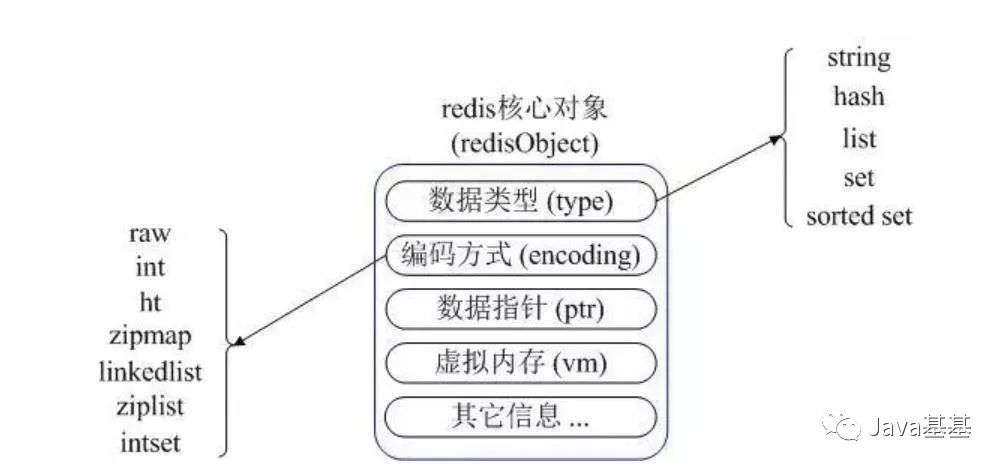 redis核心对象
(redisObject)
数据类型 (type)
编码方式 (encoding)
数据指针 (ptr)
虚拟内存 (vm)
其它信息 ...
string
hash
list
set
sorted set
raw
int
ht
zipmap
linkedlist
ziplist
intset
Java基基